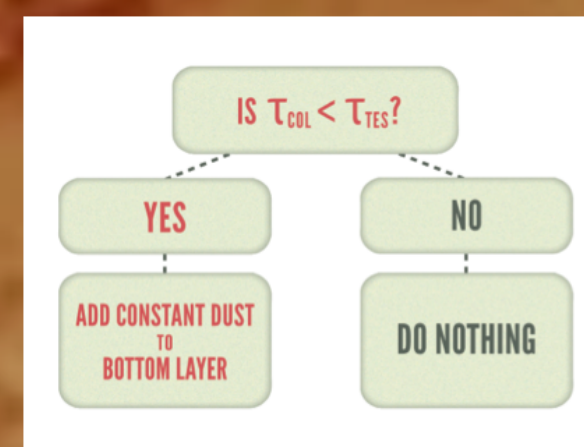 IS τCOL < τTES?
YES
NO
ADD CONSTANT DUST
TO
BOTTOM LAYER
DO NOTHING